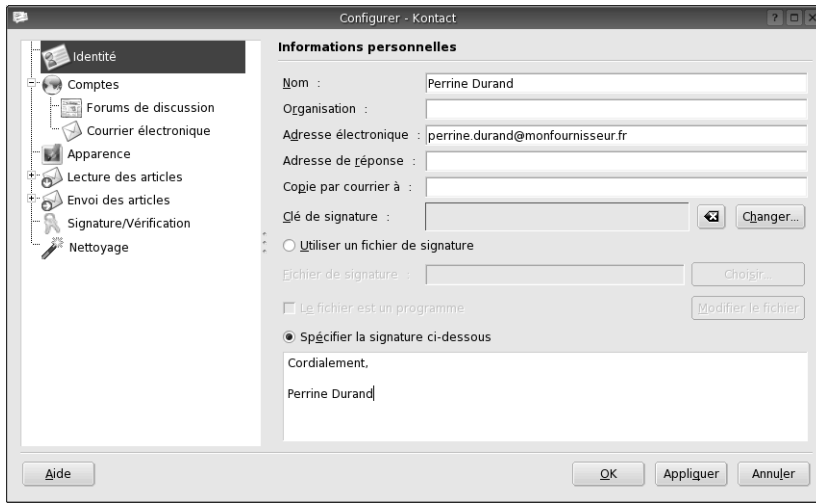 Configurer - Kontact
Identité
Comptes
Forums de discussion
Courrier électronique
Apparence
Lecture des articles
Envoi des articles
Signature/Vérification
Nettoyage
Informations personnelles
Nom : Perrine Durand
Organisation :
Adresse électronique : perrine.durand@monfournisseur.fr
Adresse de réponse :
Copie par courrier à :
Clé de signature : Changer...
Utiliser un fichier de signature
Fichier de signature : Choisir...
Le fichier est un programme Modifier le fichier
Spécifier la signature ci-dessous
Cordialement,
Perrine Durand
Aide OK Appliquer Annuler